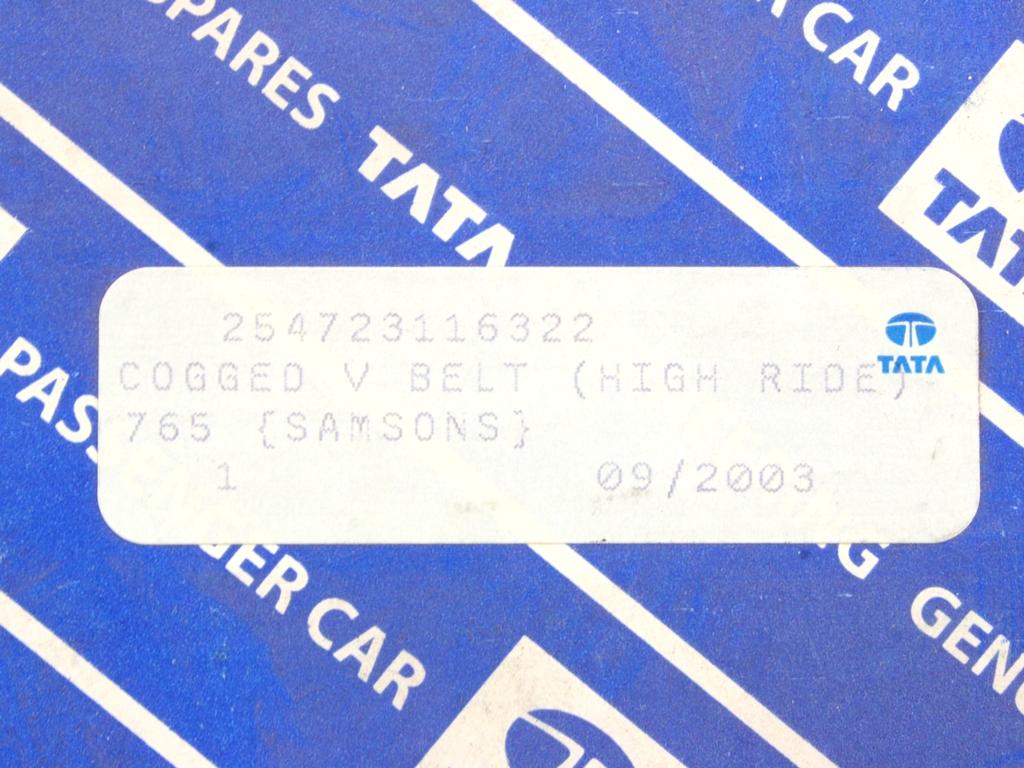 SPARES TATA
CAR
TATA
254723116322
COGGED V BELT (HIGH RIDE)
TATA
765 {SAMSONS}
1 09/2003
CAR